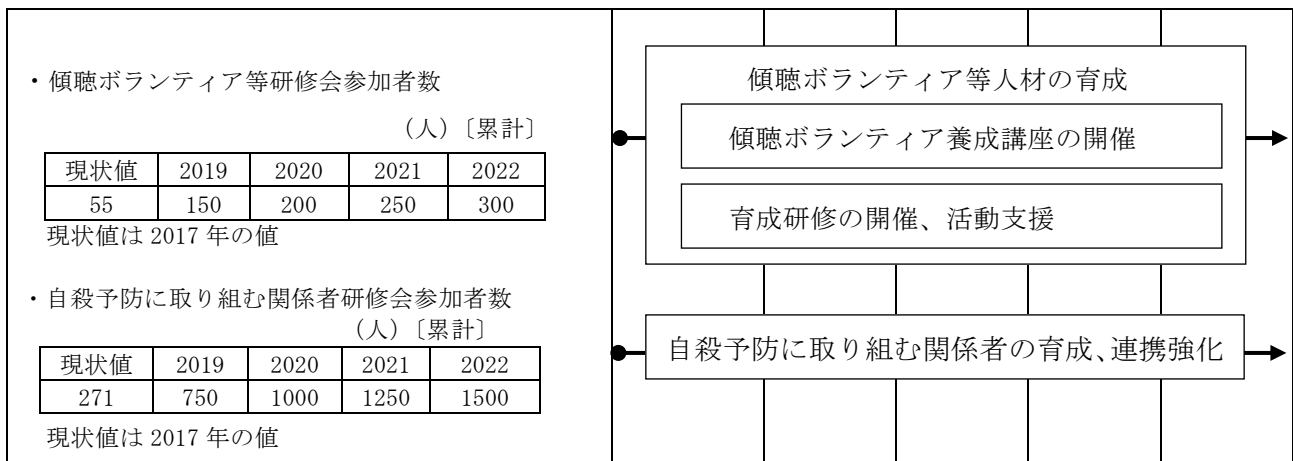 ・傾聴ボランティア等研修会参加者数
（人）〔累計〕
現状値 2019 2020 2021 2022
55 150 200 250 300
現状値は 2017 年の値
・自殺予防に取り組む関係者研修会参加者数
（人）〔累計〕
現状値 2019 2020 2021 2022
271 750 1000 1250 1500
現状値は 2017 年の値
傾聴ボランティア等人材の育成
傾聴ボランティア養成講座の開催
育成研修の開催、活動支援
自殺予防に取り組む関係者の育成、連携強化